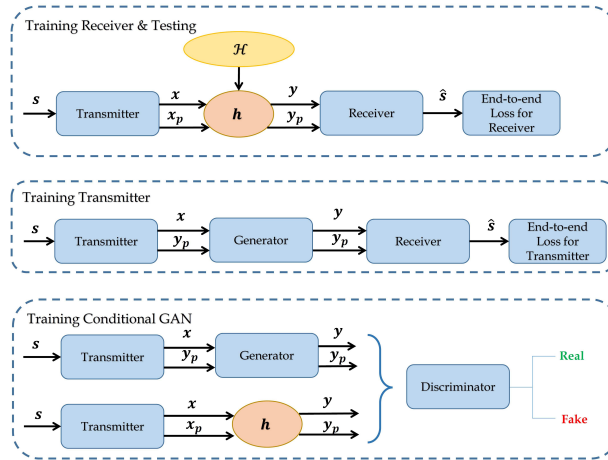 Training Receiver & Testing
ℋ
s
Transmitter
x
x_p
h
y
y_p
Receiver
ŝ
End-to-end
Loss for
Receiver
Training Transmitter
s
Transmitter
x
y_p
Generator
y
y_p
Receiver
ŝ
End-to-end
Loss for
Transmitter
Training Conditional GAN
s
Transmitter
x
y_p
Generator
y
y_p
s
Transmitter
x
x_p
h
y
y_p
Discriminator
Real
Fake